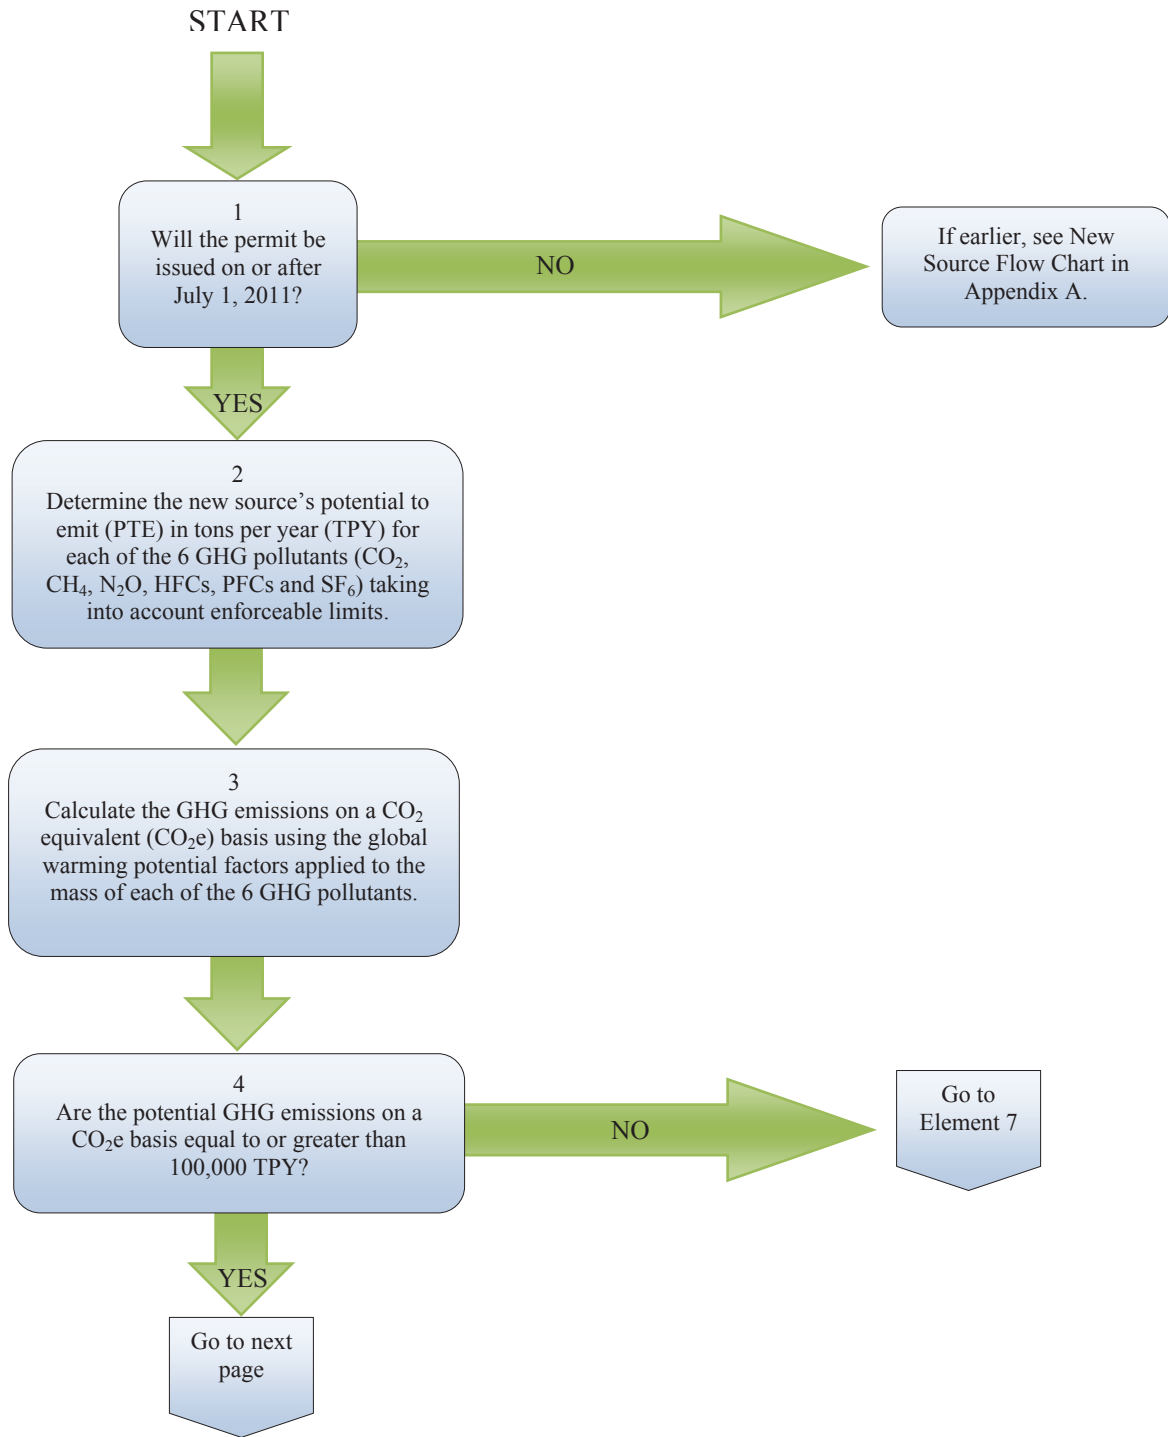 START
1
Will the permit be
issued on or after
July 1, 2011?
NO
If earlier, see New
Source Flow Chart in
Appendix A.
YES
2
Determine the new source’s potential to
emit (PTE) in tons per year (TPY) for
each of the 6 GHG pollutants (CO₂,
CH₄, N₂O, HFCs, PFCs and SF₆) taking
into account enforceable limits.
3
Calculate the GHG emissions on a CO₂
equivalent (CO₂e) basis using the global
warming potential factors applied to the
mass of each of the 6 GHG pollutants.
4
Are the potential GHG emissions on a
CO₂e basis equal to or greater than
100,000 TPY?
NO
Go to
Element 7
YES
Go to next
page